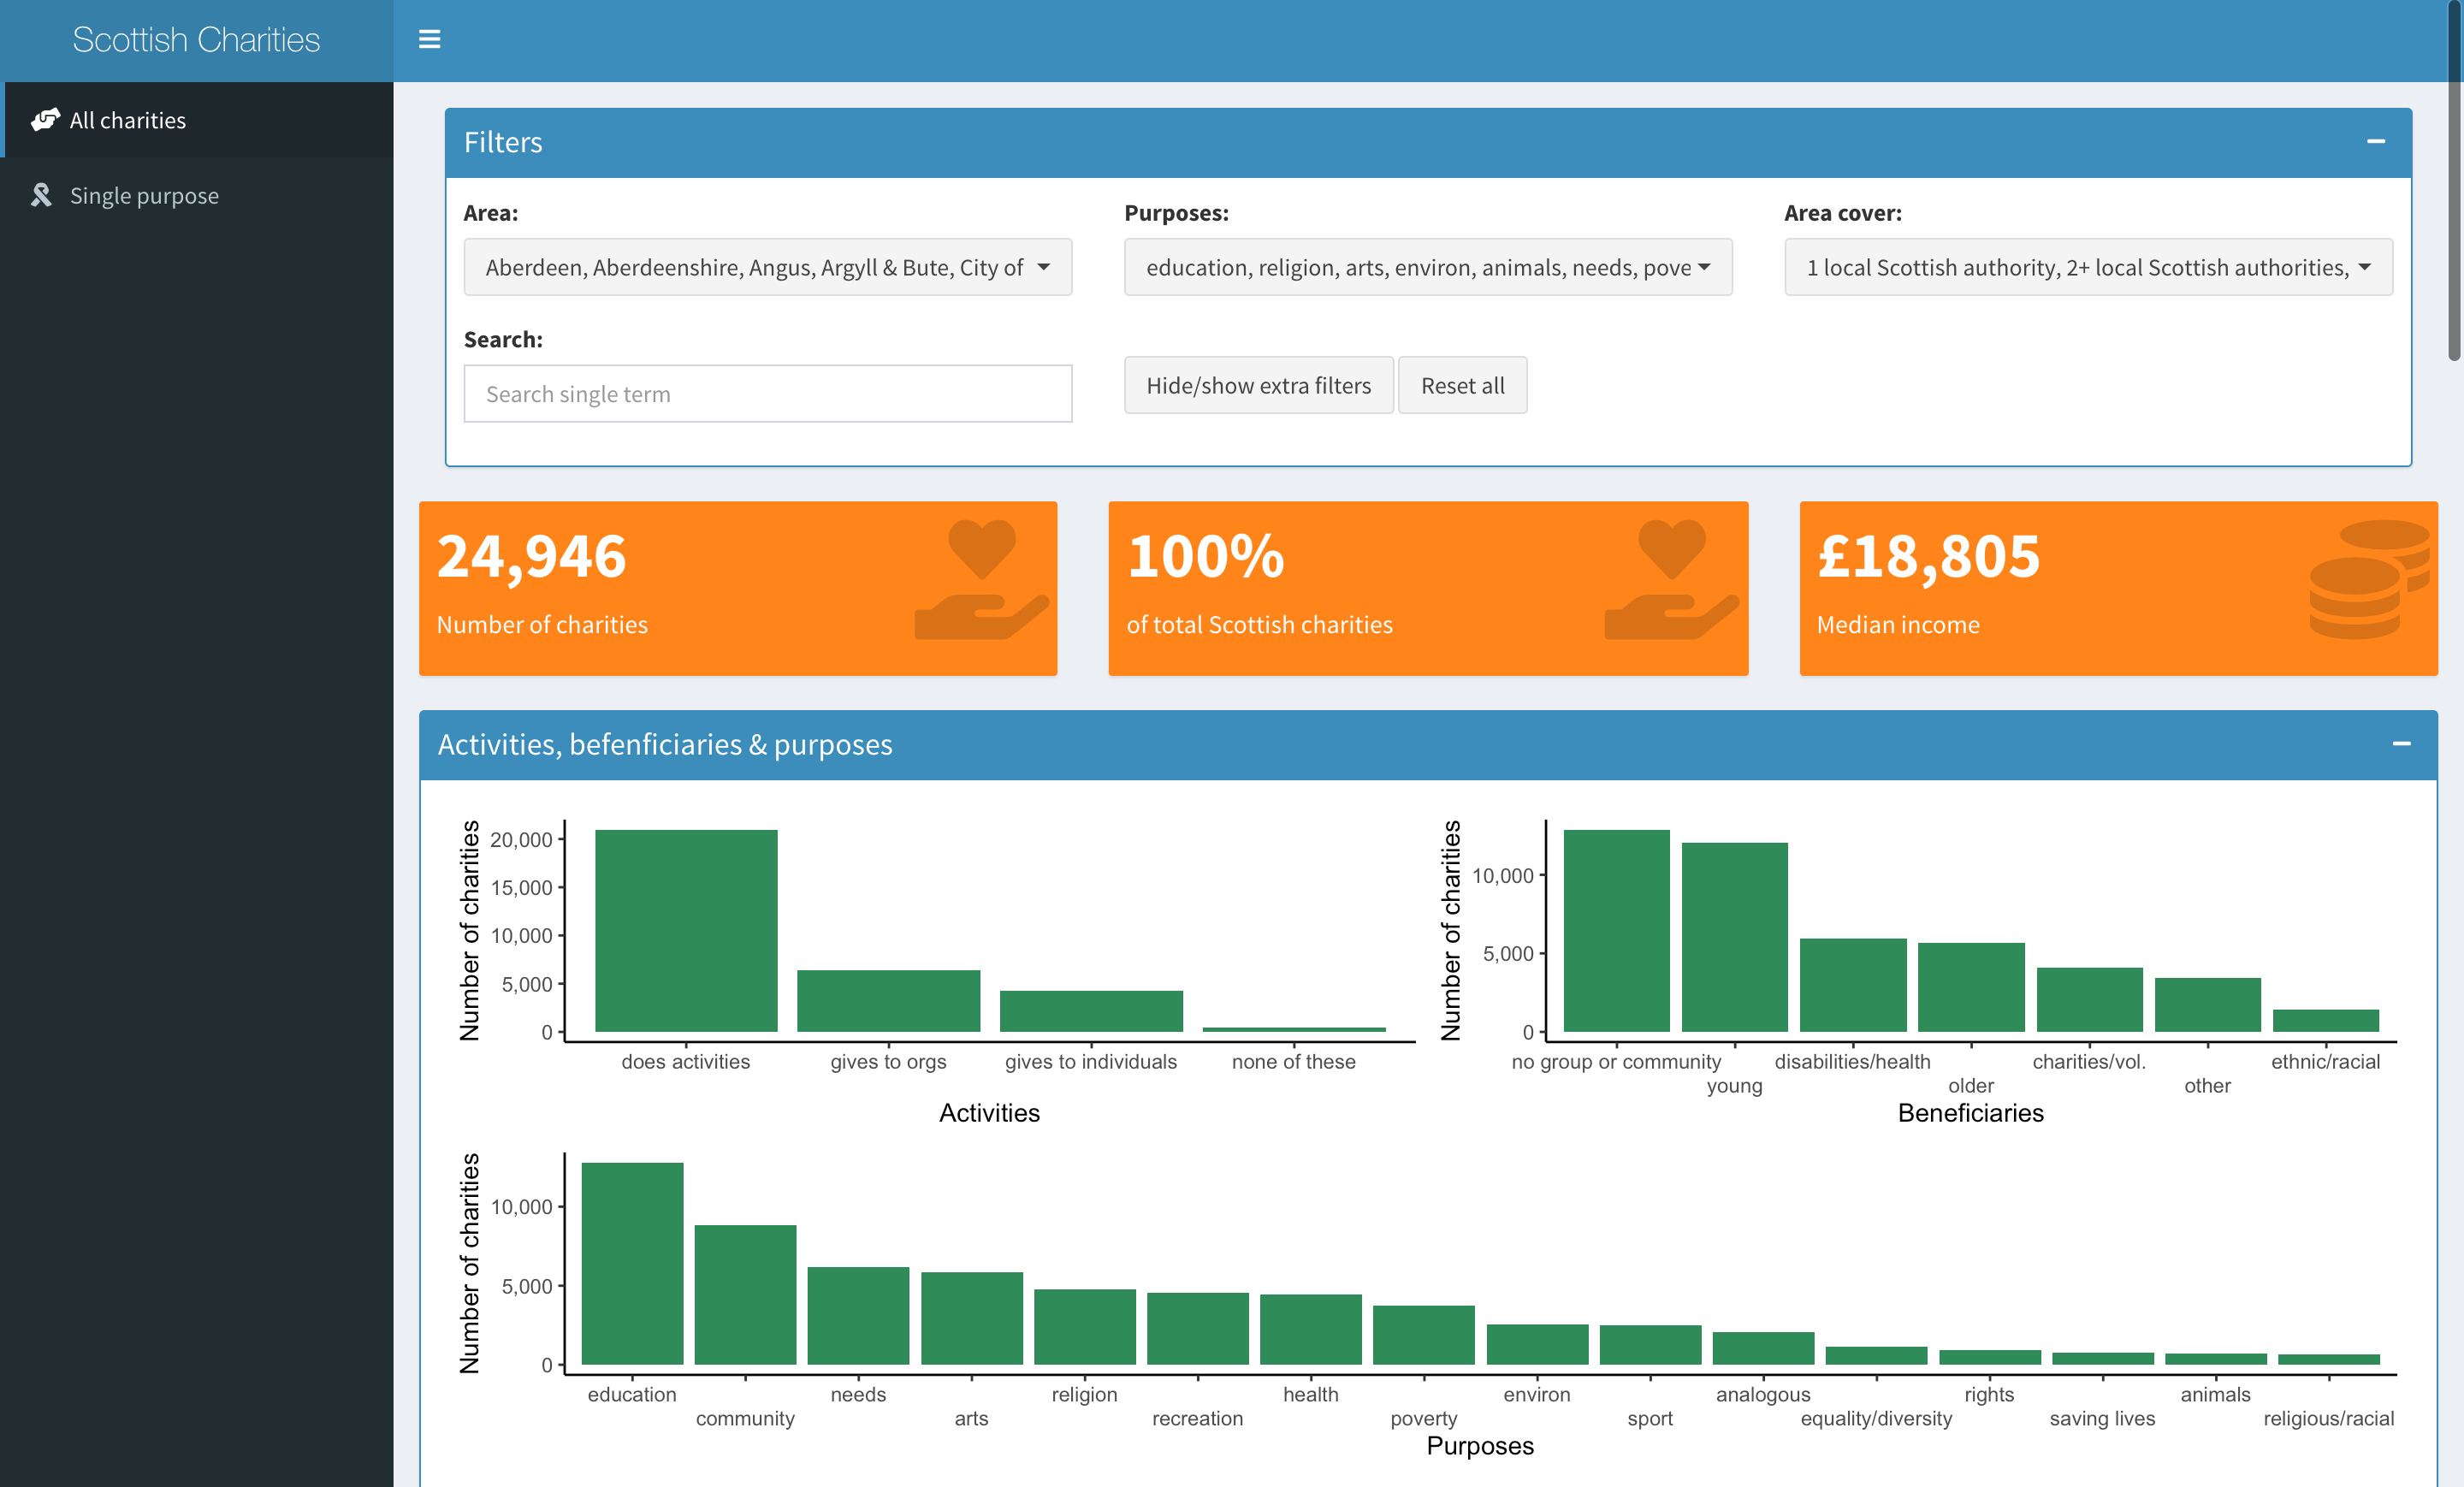 Scottish Charities
All charities
Single purpose
Filters
Area:
Purposes:
Area cover:
Aberdeen, Aberdeenshire, Angus, Argyll & Bute, City of
education, religion, arts, environ, animals, needs, pove
1 local Scottish authority, 2+ local Scottish authorities,
Search:
Search single term
Hide/show extra filters
Reset all
24,946
Number of charities
100%
of total Scottish charities
£18,805
Median income
Activities, befenficiaries & purposes
Number of charities
20,000
15,000
10,000
5,000
0
does activities
gives to orgs
gives to individuals
none of these
Activities
Number of charities
10,000
5,000
0
no group or community
young
disabilities/health
older
charities/vol.
other
ethnic/racial
Beneficiaries
Number of charities
10,000
5,000
0
education
community
needs
arts
religion
recreation
health
poverty
environ
sport
analogous
equality/diversity
rights
saving lives
animals
religious/racial
Purposes